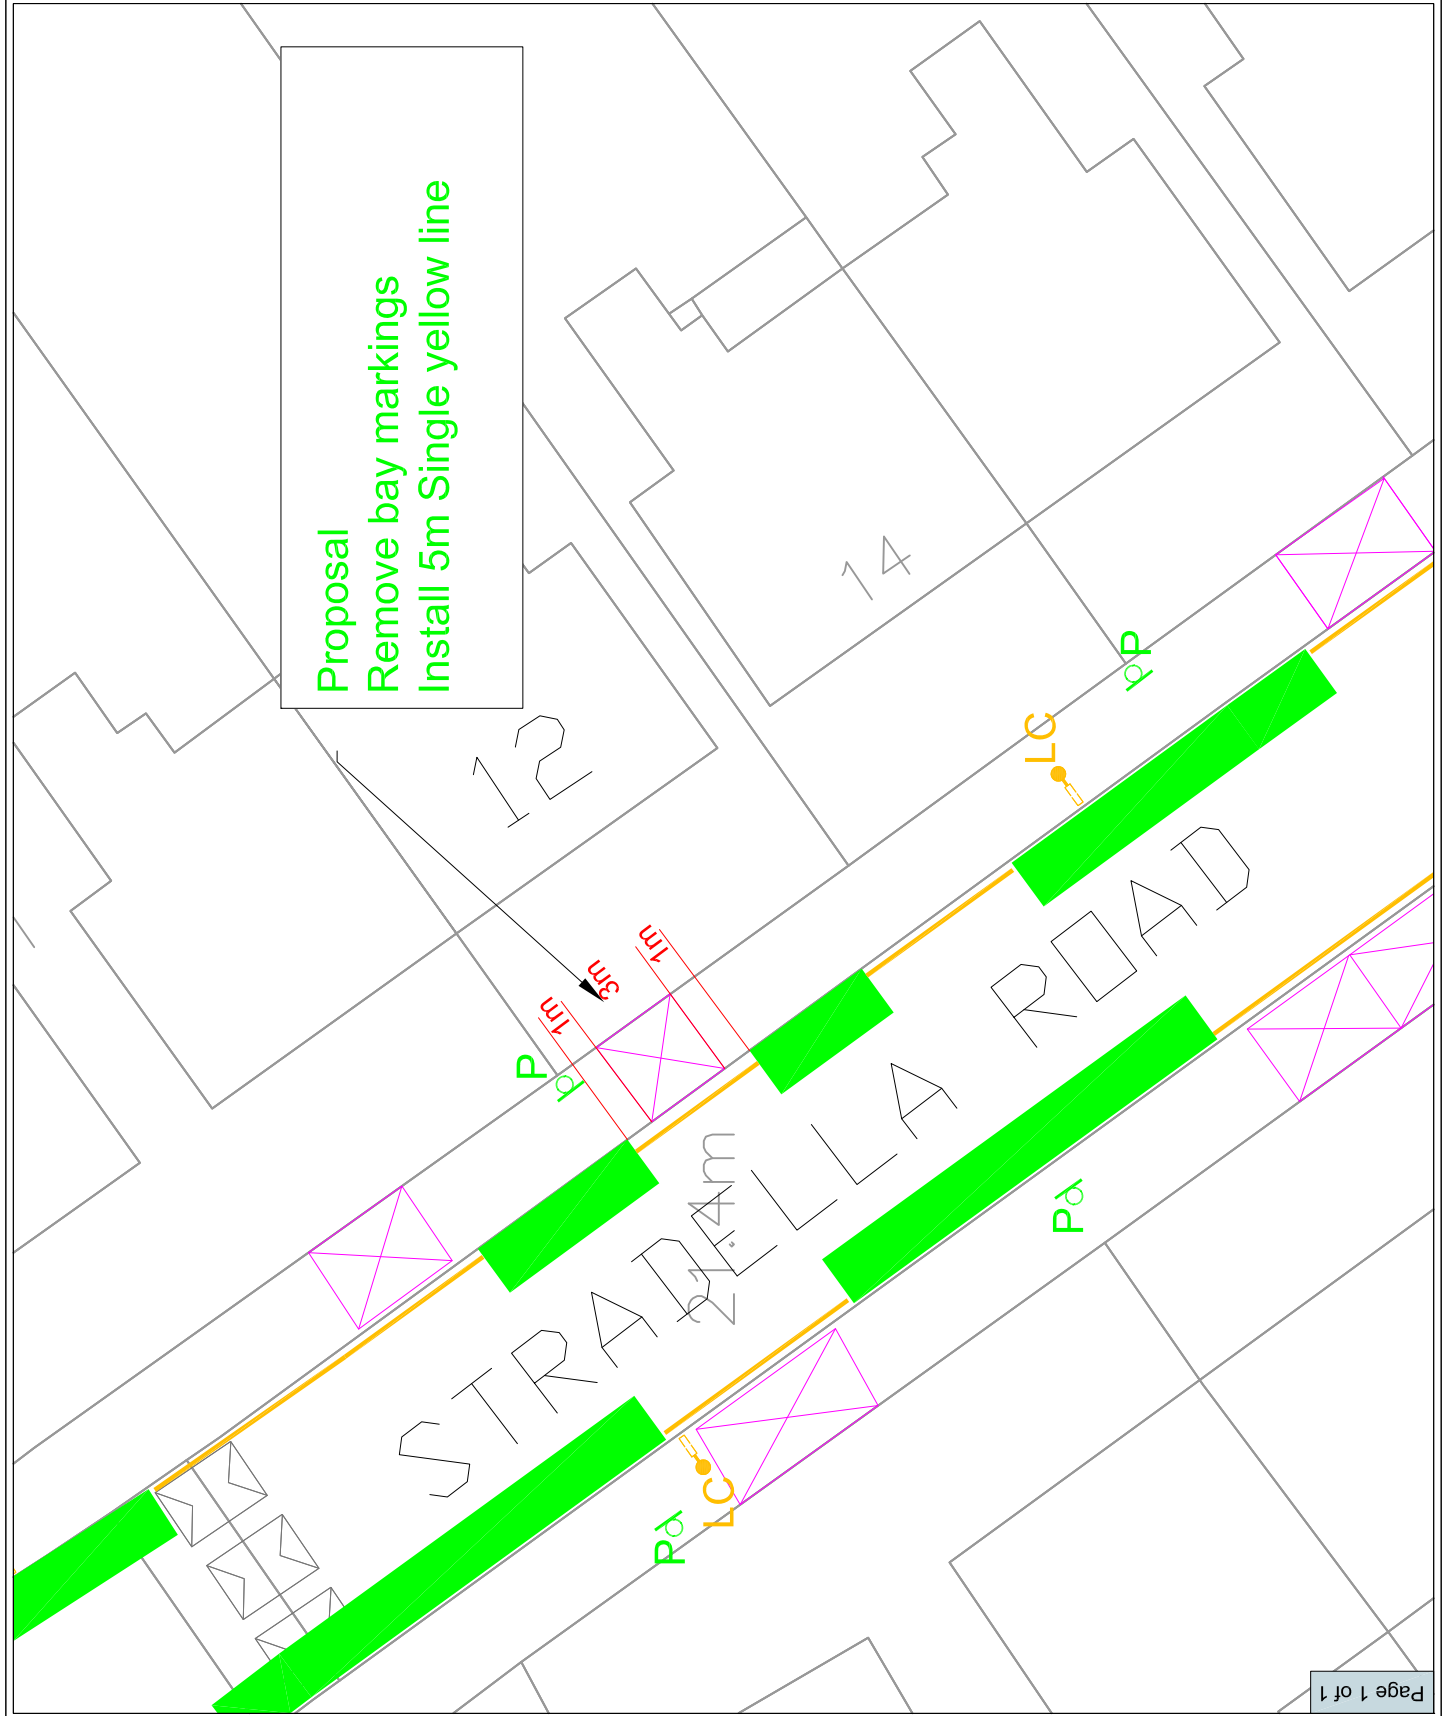 Proposal
Remove bay markings
Install 5m Single yellow line
12
14
1m
3m
1m
P
P
LC
STRADELLA ROAD
21.4m
P
LC
P
Page 1 of 1